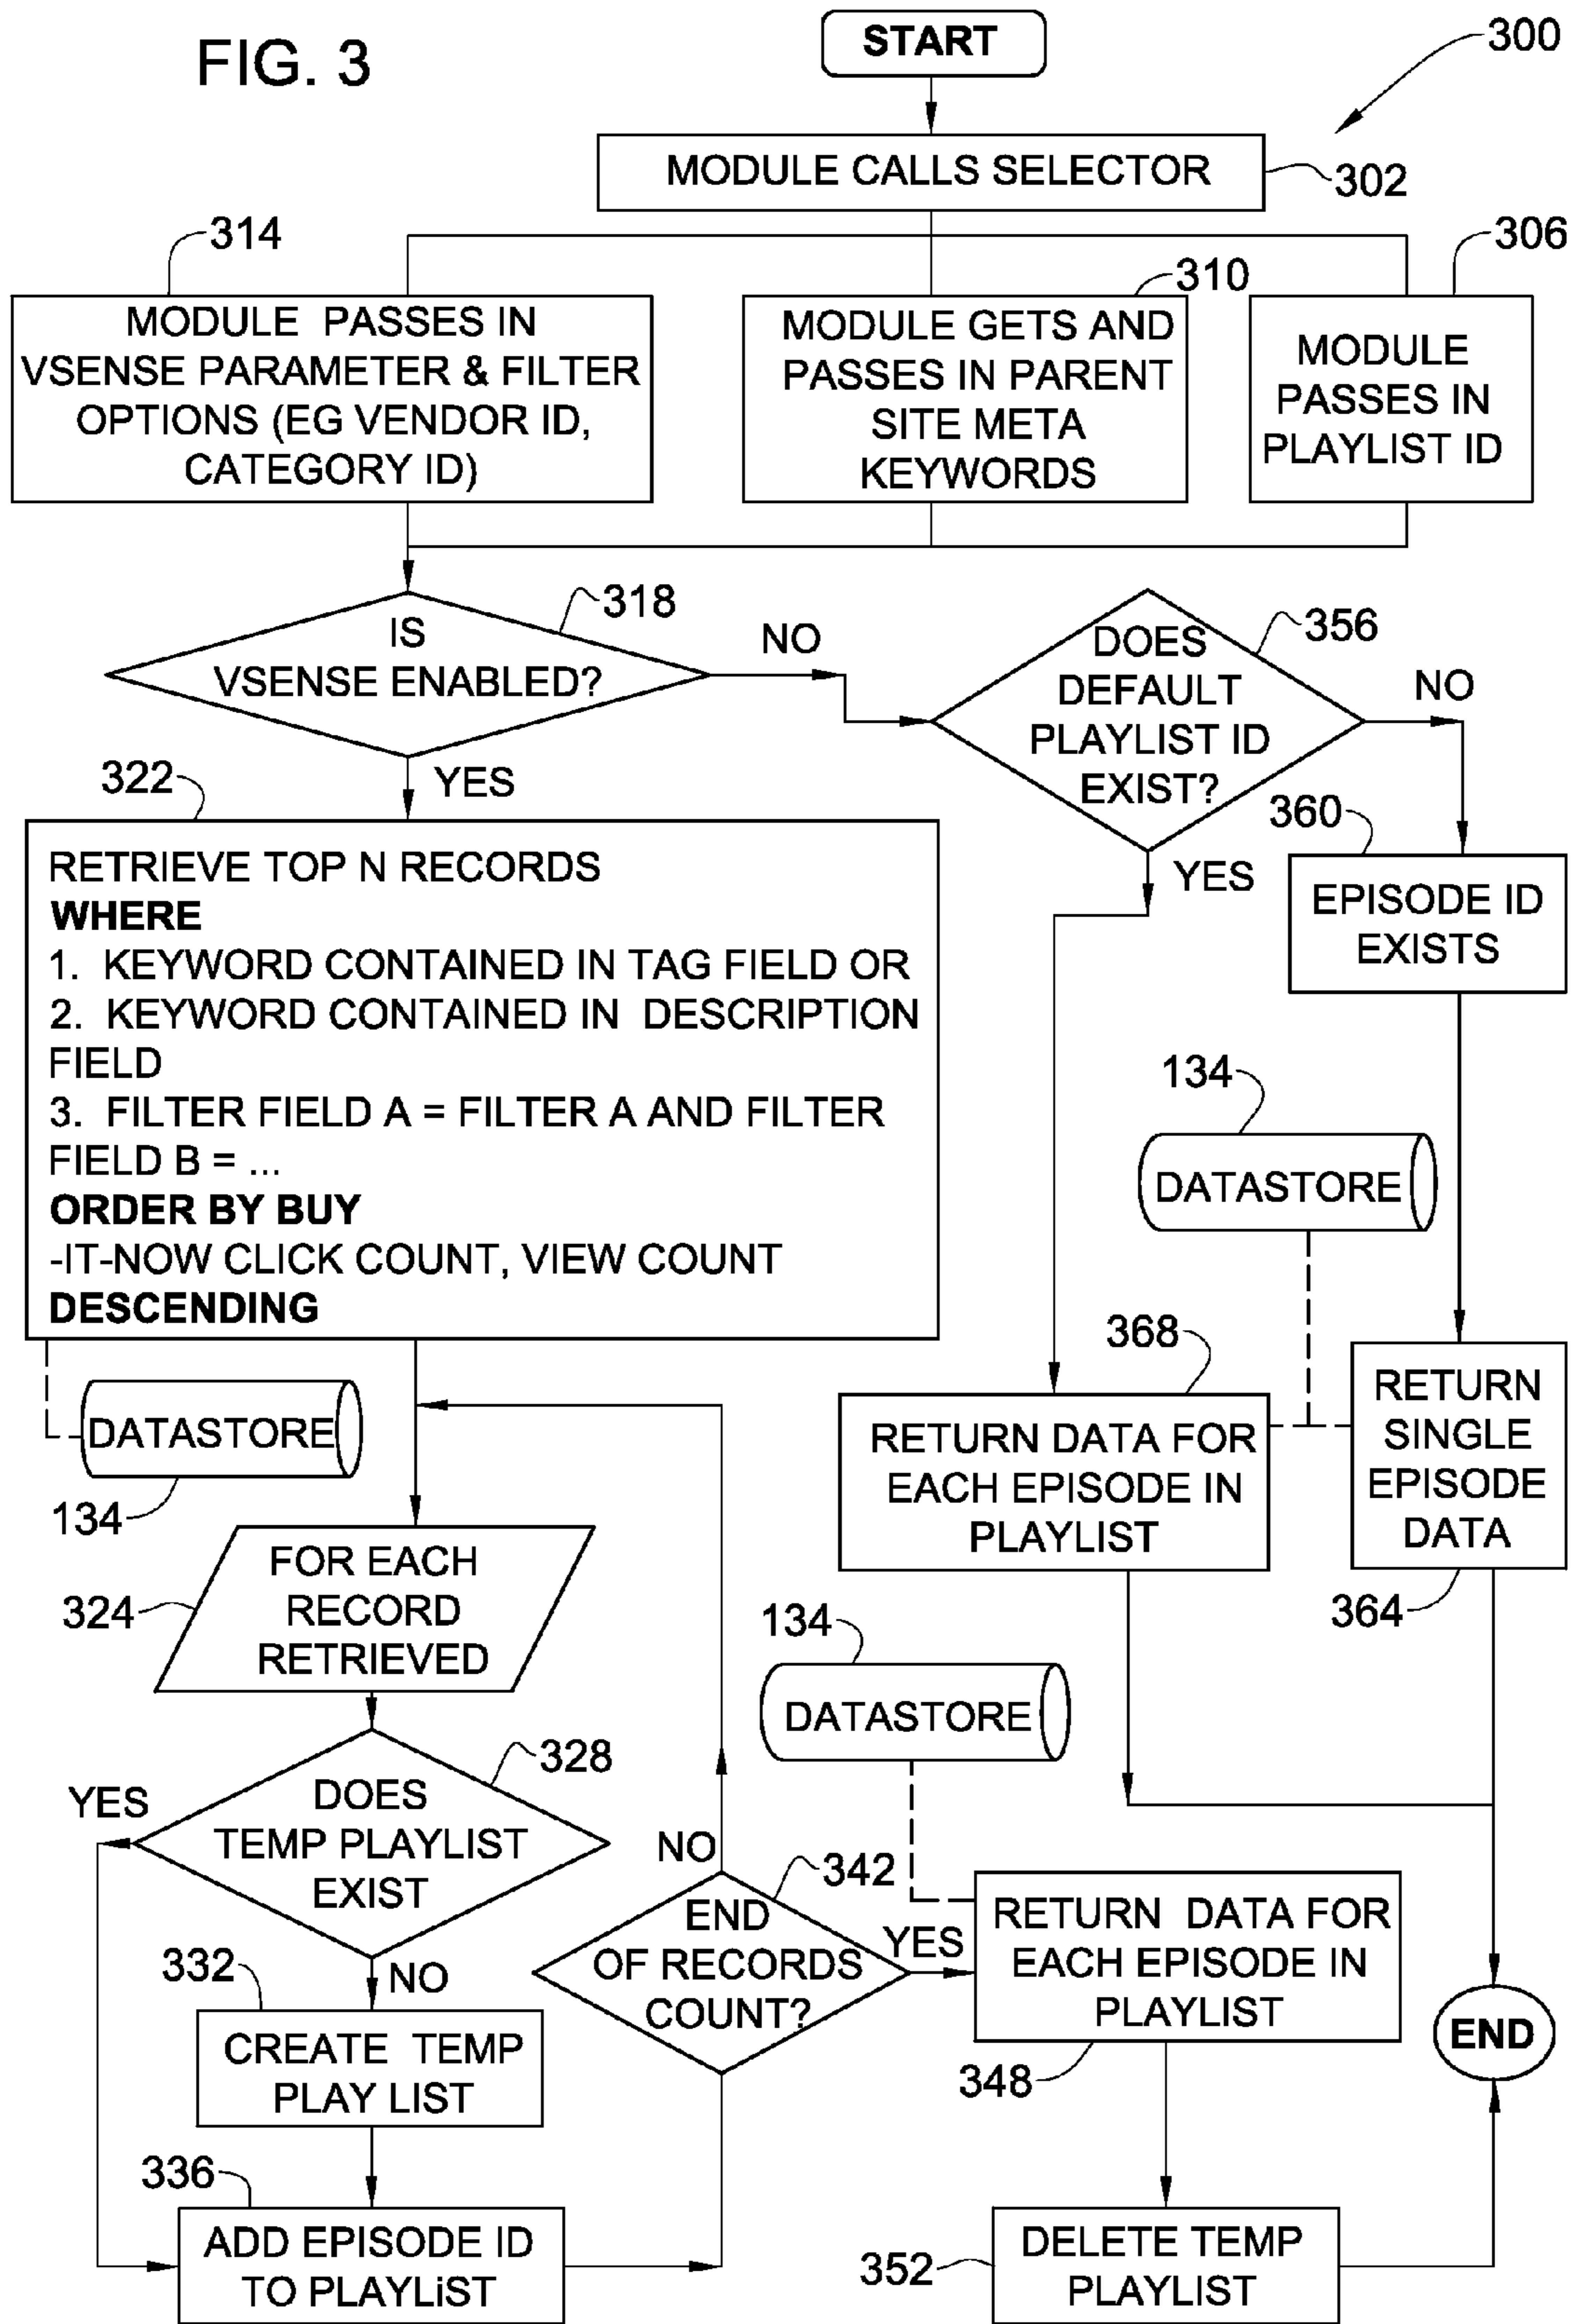 FIG. 3
START
300
MODULE CALLS SELECTOR
302
314
310
306
MODULE PASSES IN
VSENSE PARAMETER & FILTER
OPTIONS (EG VENDOR ID,
CATEGORY ID)
MODULE GETS AND
PASSES IN PARENT
SITE META
KEYWORDS
MODULE
PASSES IN
PLAYLIST ID
318
IS
VSENSE ENABLED?
NO
YES
356
DOES
DEFAULT
PLAYLIST ID
EXIST?
NO
YES
322
RETRIEVE TOP N RECORDS
WHERE
1. KEYWORD CONTAINED IN TAG FIELD OR
2. KEYWORD CONTAINED IN DESCRIPTION
FIELD
3. FILTER FIELD A = FILTER A AND FILTER
FIELD B = ...
ORDER BY BUY
-IT-NOW CLICK COUNT, VIEW COUNT
DESCENDING
360
EPISODE ID
EXISTS
134
DATASTORE
368
RETURN DATA FOR
EACH EPISODE IN
PLAYLIST
RETURN
SINGLE
EPISODE
DATA
364
DATASTORE
134
324
FOR EACH
RECORD
RETRIEVED
134
DATASTORE
328
YES
DOES
TEMP PLAYLIST
EXIST
NO
332
CREATE TEMP
PLAY LIST
336
ADD EPISODE ID
TO PLAYLiST
NO
342
END
OF RECORDS
COUNT?
YES
RETURN DATA FOR
EACH EPISODE IN
PLAYLIST
348
END
352
DELETE TEMP
PLAYLIST